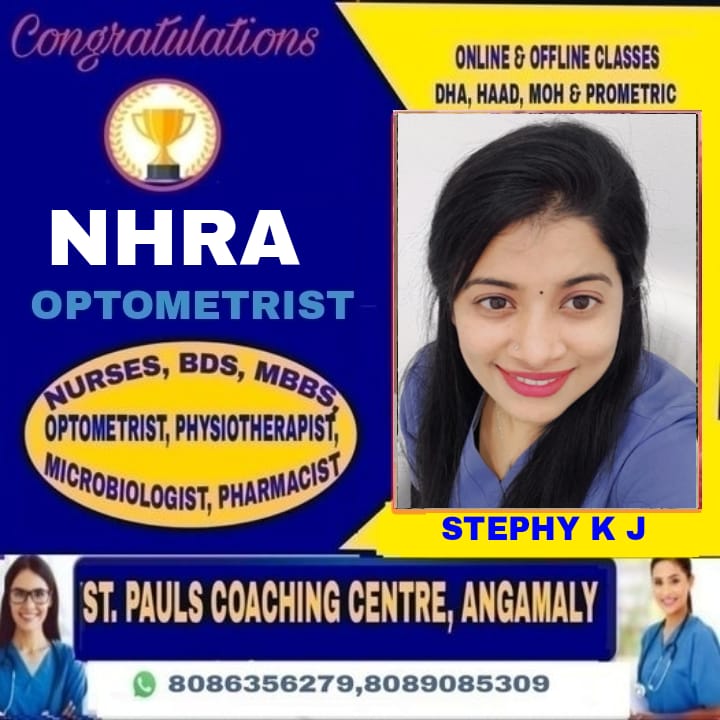 Congratulations
ONLINE & OFFLINE CLASSES
DHA, HAAD, MOH & PROMETRIC
NHRA
OPTOMETRIST
NURSES, BDS, MBBS,
OPTOMETRIST, PHYSIOTHERAPIST,
MICROBIOLOGIST, PHARMACIST
STEPHY K J
ST. PAULS COACHING CENTRE, ANGAMALY
8086356279,8089085309